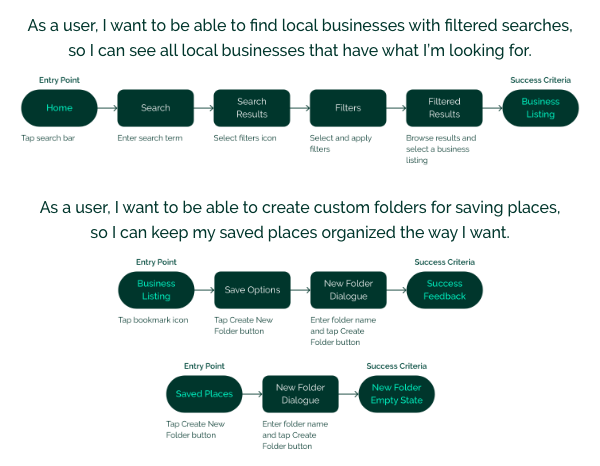 As a user, I want to be able to find local businesses with filtered searches,
so I can see all local businesses that have what I'm looking for.
Entry Point
Success Criteria
Home
Search
Search
Results
Filters
Filtered
Results
Business
Listing
Tap search bar
Enter search term
Select filters icon
Select and apply
filters
Browse results and
select a business
listing
As a user, I want to be able to create custom folders for saving places,
so I can keep my saved places organized the way I want.
Entry Point
Success Criteria
Business
Listing
Save Options
New Folder
Dialogue
Success
Feedback
Tap bookmark icon
Tap Create New
Folder button
Enter folder name
and tap Create
Folder button
Entry Point
Success Criteria
Saved Places
New Folder
Dialogue
New Folder
Empty State
Tap Create New
Folder button
Enter folder name
and tap Create
Folder button